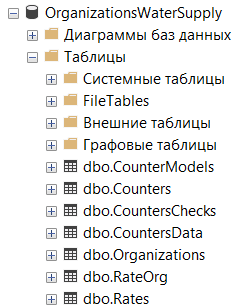 OrganizationsWaterSupply
Диаграммы баз данных
Таблицы
Системные таблицы
FileTables
Внешние таблицы
Графовые таблицы
dbo.CounterModels
dbo.Counters
dbo.CountersChecks
dbo.CountersData
dbo.Organizations
dbo.RateOrg
dbo.Rates